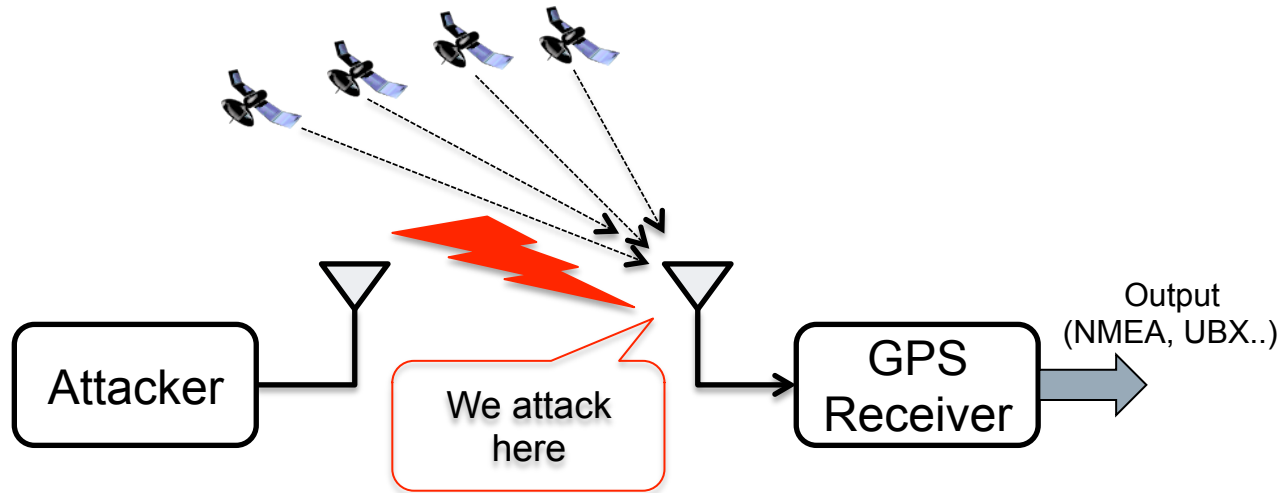 Attacker
We attack
here
GPS
Receiver
Output
(NMEA, UBX..)